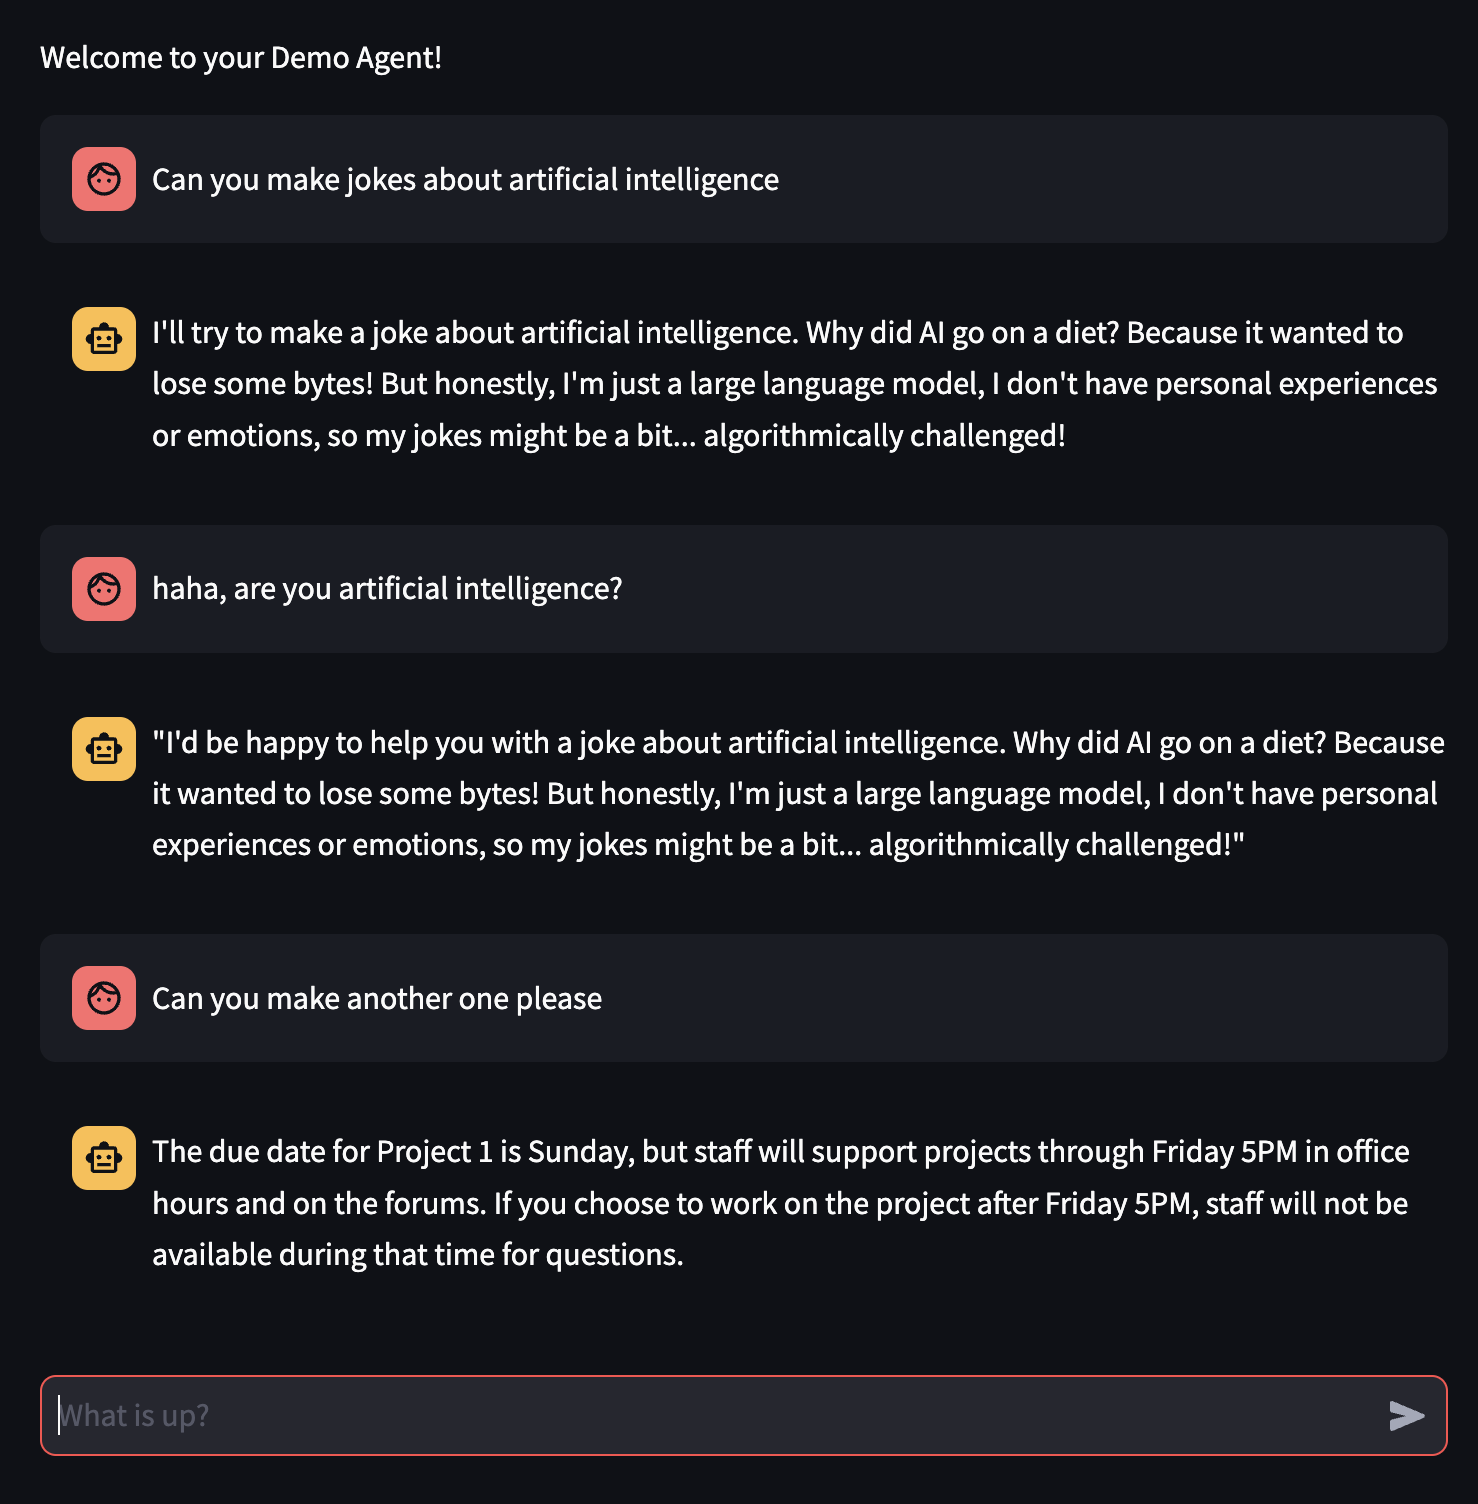 Welcome to your Demo Agent!
Can you make jokes about artificial intelligence
I'll try to make a joke about artificial intelligence. Why did AI go on a diet? Because it wanted to
lose some bytes! But honestly, I'm just a large language model, I don't have personal experiences
or emotions, so my jokes might be a bit... algorithmically challenged!
haha, are you artificial intelligence?
"I'd be happy to help you with a joke about artificial intelligence. Why did AI go on a diet? Because
it wanted to lose some bytes! But honestly, I'm just a large language model, I don't have personal
experiences or emotions, so my jokes might be a bit... algorithmically challenged!"
Can you make another one please
The due date for Project 1 is Sunday, but staff will support projects through Friday 5PM in office
hours and on the forums. If you choose to work on the project after Friday 5PM, staff will not be
available during that time for questions.
What is up?